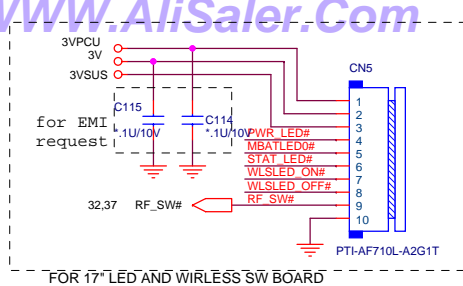 WWW.AliSaler.Com
3VPCU
3V
3VSUS
CN5
C115
C114
*.1U/10V
*.1U/10V
for EMI
request
1
2
3
4
5
6
7
8
9
10
PWR_LED#
MBATLED0#
STAT_LED#
WLSLED_ON#
WLSLED_OFF#
RF_SW#
32,37 RF_SW#
PTI-AF710L-A2G1T
FOR 17" LED AND WIRLESS SW BOARD